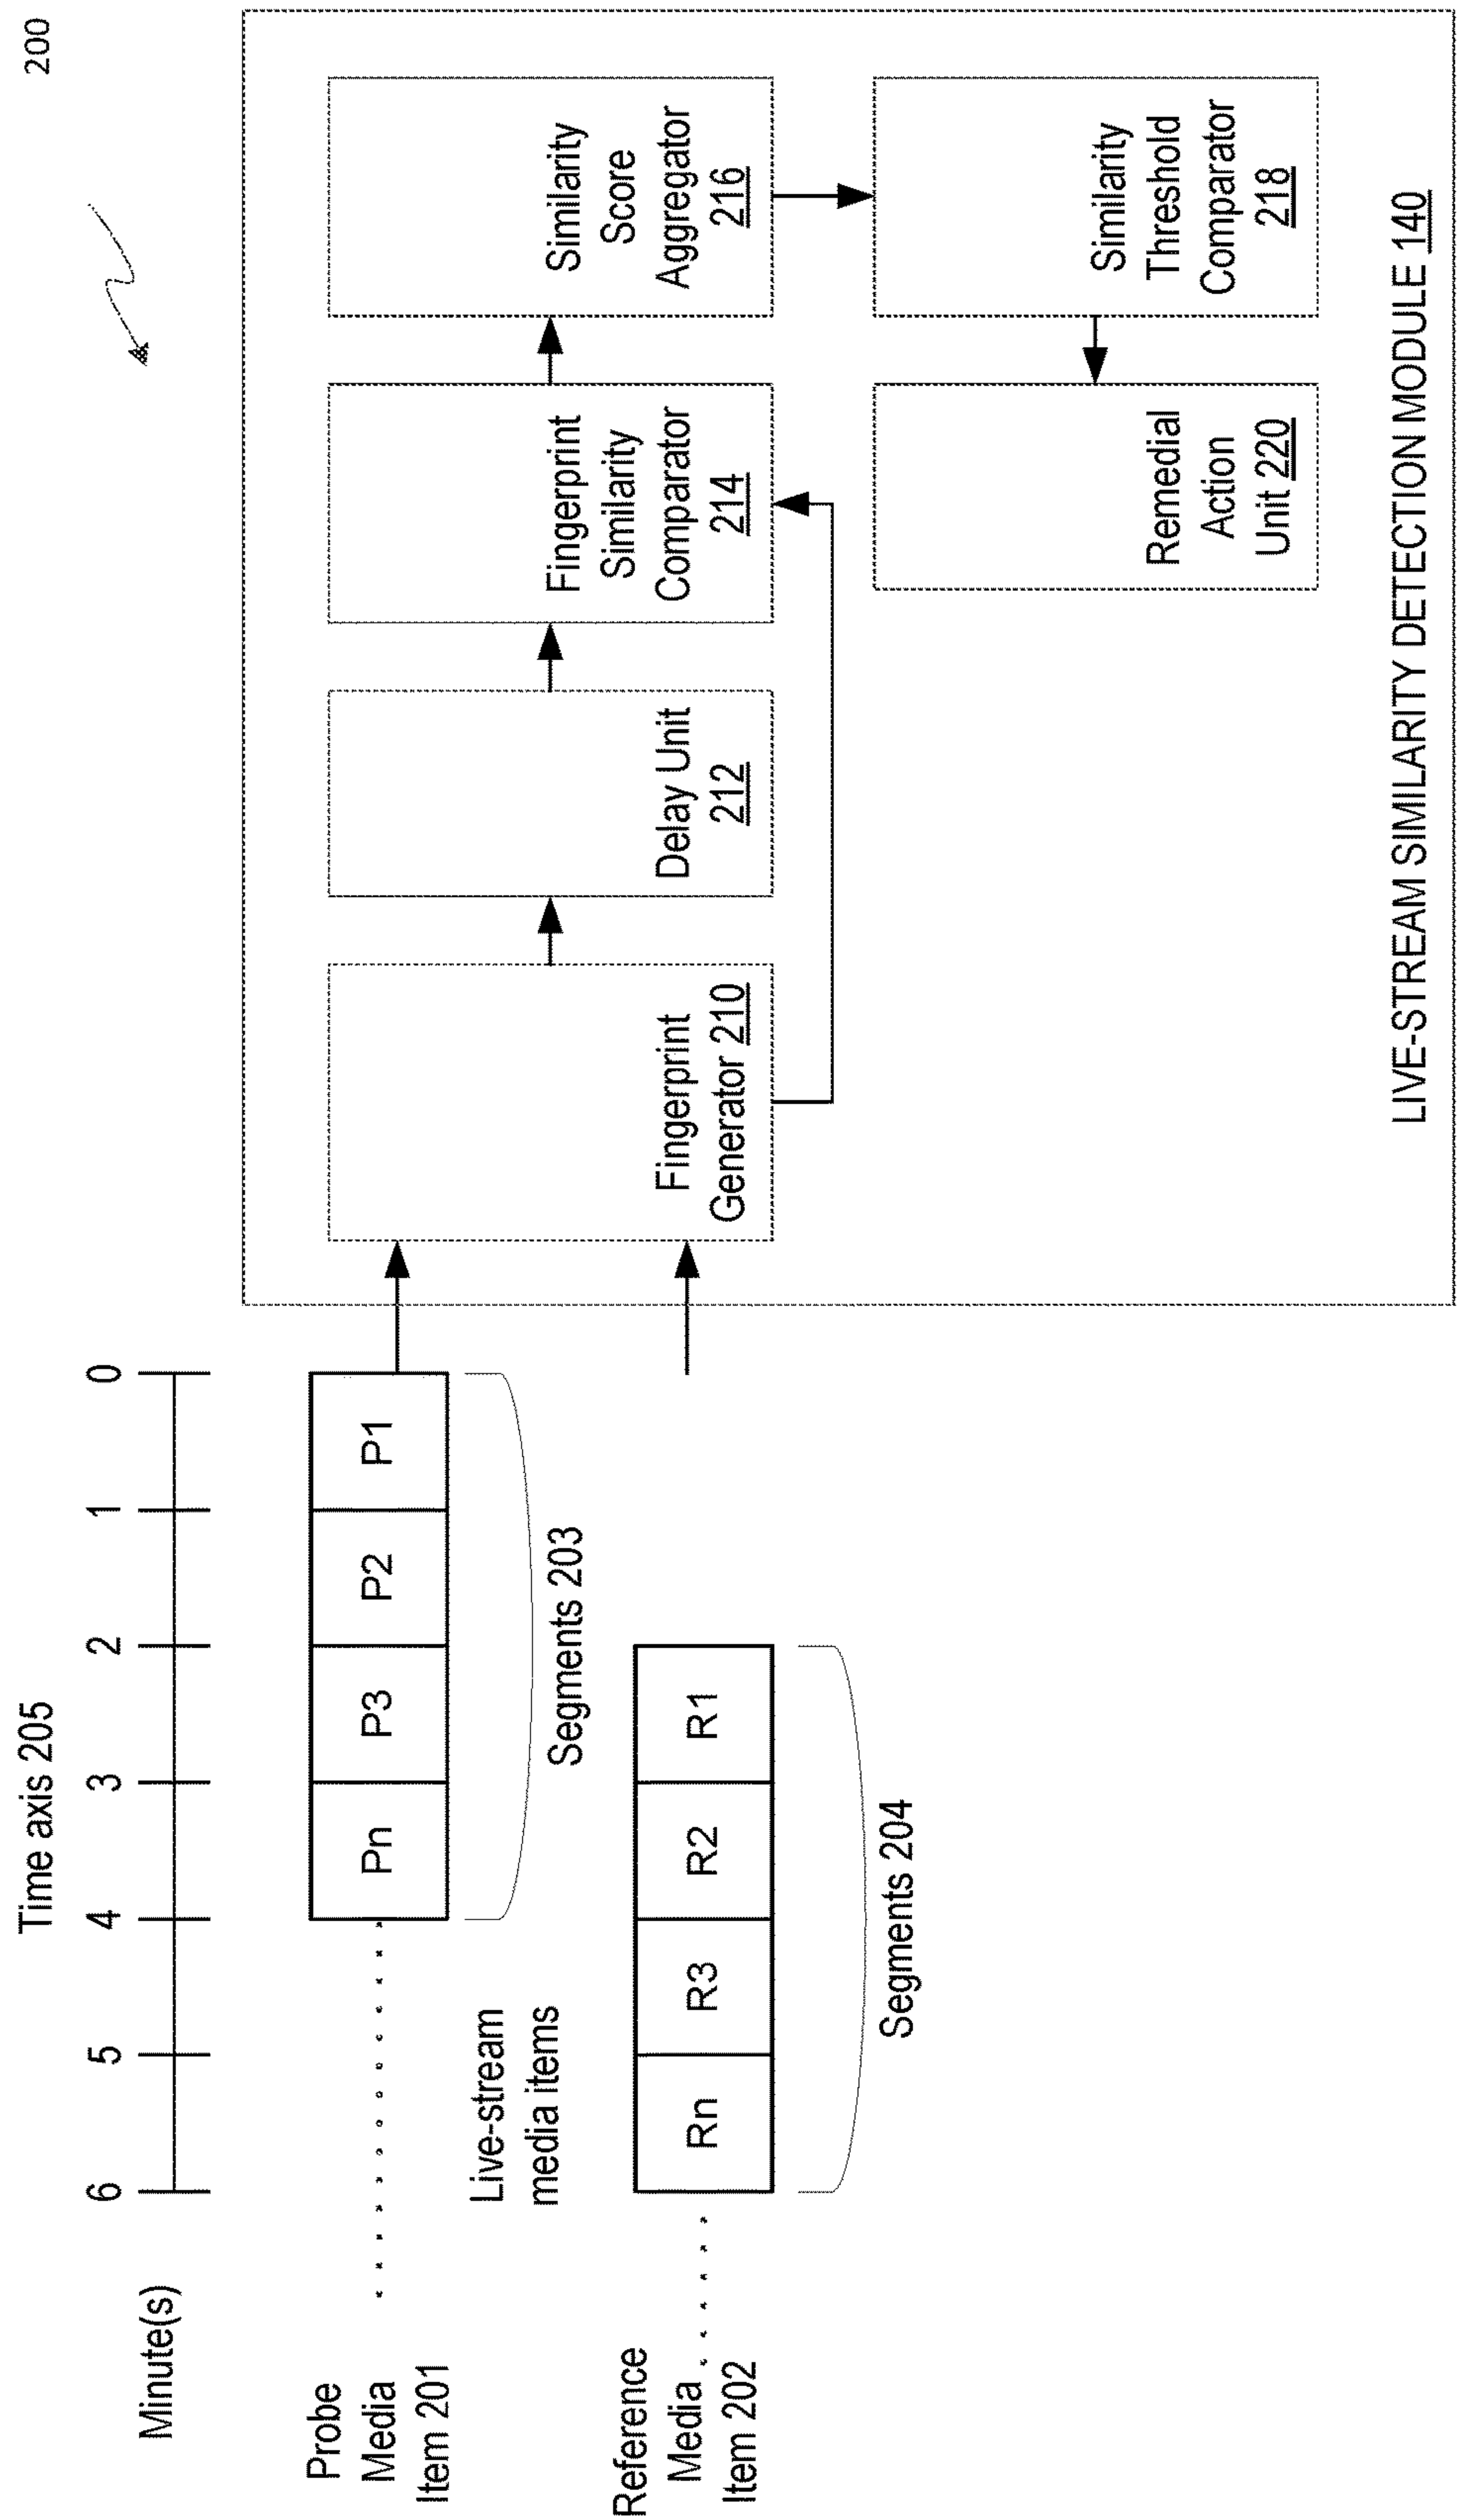 200
Time axis 205
Minute(s)
6
5
4
3
2
1
0
Probe
Media
Item 201
Pn
P3
P2
P1
Segments 203
Live-stream
media items
Reference
Media
Item 202
Rn
R3
R2
R1
Segments 204
Fingerprint
Generator 210
Delay Unit
212
Fingerprint
Similarity
Comparator
214
Similarity
Score
Aggregator
216
Similarity
Threshold
Comparator
218
Remedial
Action
Unit 220
LIVE-STREAM SIMILARITY DETECTION MODULE 140